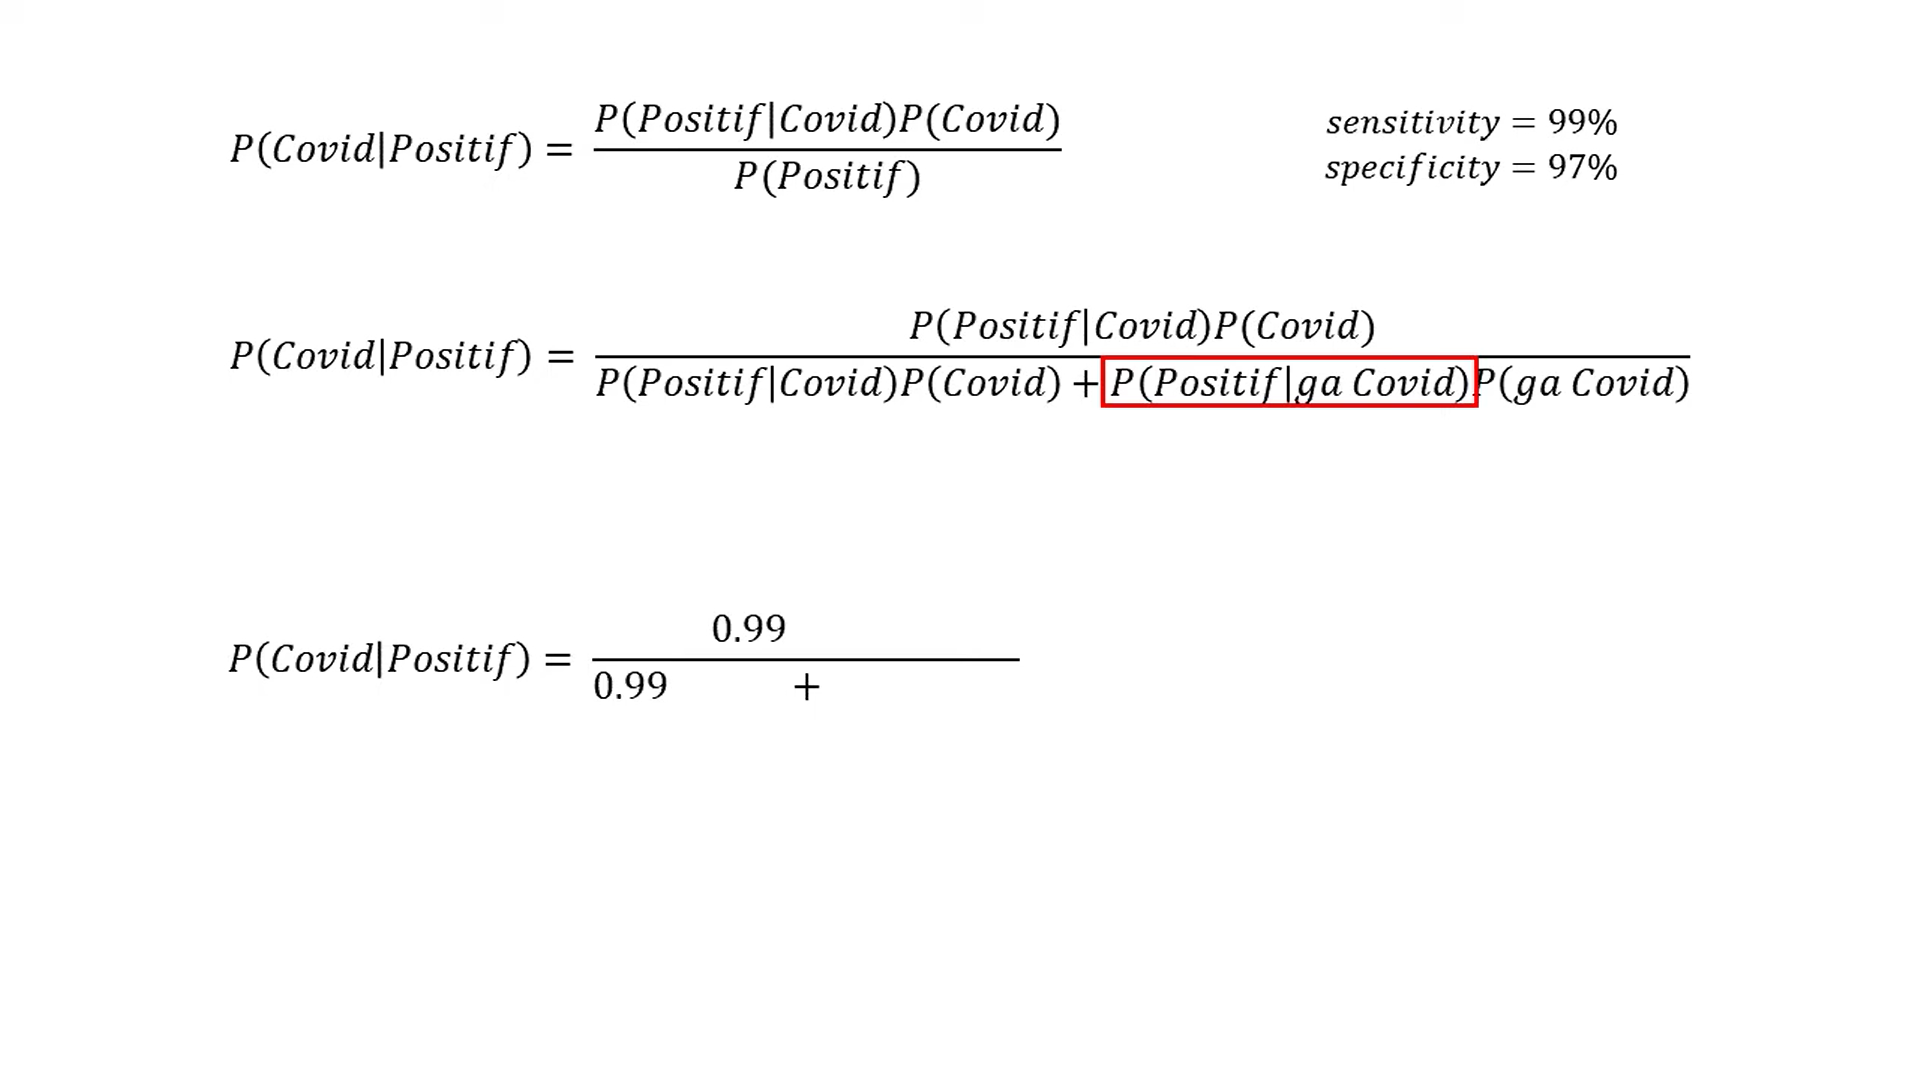 P(Covid|Positif) = P(Positif|Covid)P(Covid) / P(Positif)
sensitivity = 99%
specificity = 97%
P(Covid|Positif) = P(Positif|Covid)P(Covid) / P(Positif|Covid)P(Covid) + P(Positif|ga Covid)P(ga Covid)
P(Covid|Positif) = 0.99 / 0.99 +